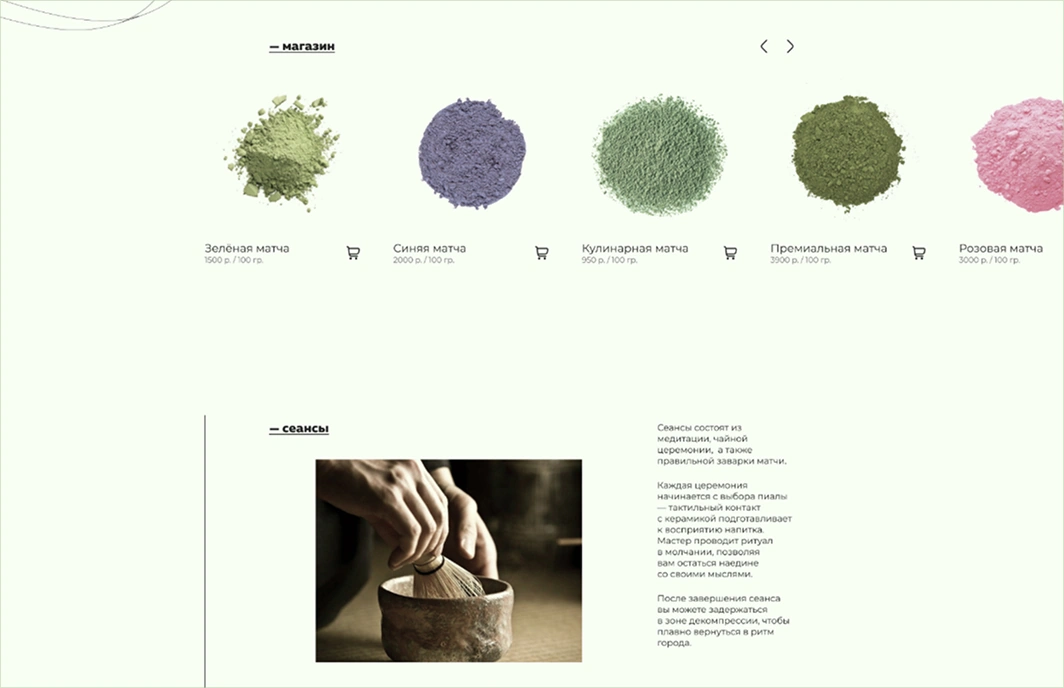 — магазин
Зелёная матча
1500 р. / 100 гр.
Синяя матча
2000 р. / 100 гр.
Кулинарная матча
950 р. / 100 гр.
Премиальная матча
3900 р. / 100 гр.
Розовая матча
3000 р. / 100 гр.
— сеансы
Сеансы состоят из
медитации, чайной
церемонии, а также
правильной заварки матчи.
Каждая церемония
начинается с выбора пиалы
— тактильный контакт
с керамикой подготавливает
к восприятию напитка.
Мастер проводит ритуал
в молчании, позволяя
вам остаться наедине
со своими мыслями.
После завершения сеанса
вы можете задержаться
в зоне декомпрессии, чтобы
плавно вернуться в ритм
города.